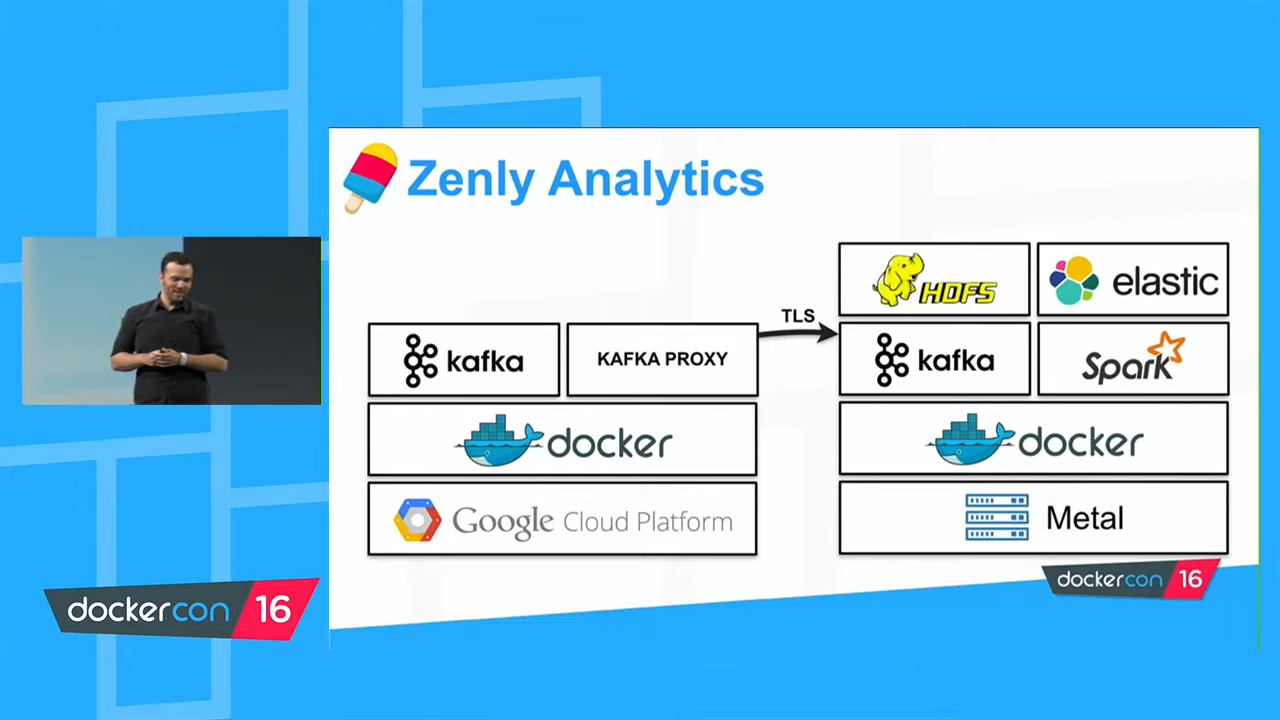 Zenly Analytics
HDFS
elastic
TLS
kafka
KAFKA PROXY
kafka
Spark
docker
docker
Google Cloud Platform
Metal
dockercon 16
dockercon 16